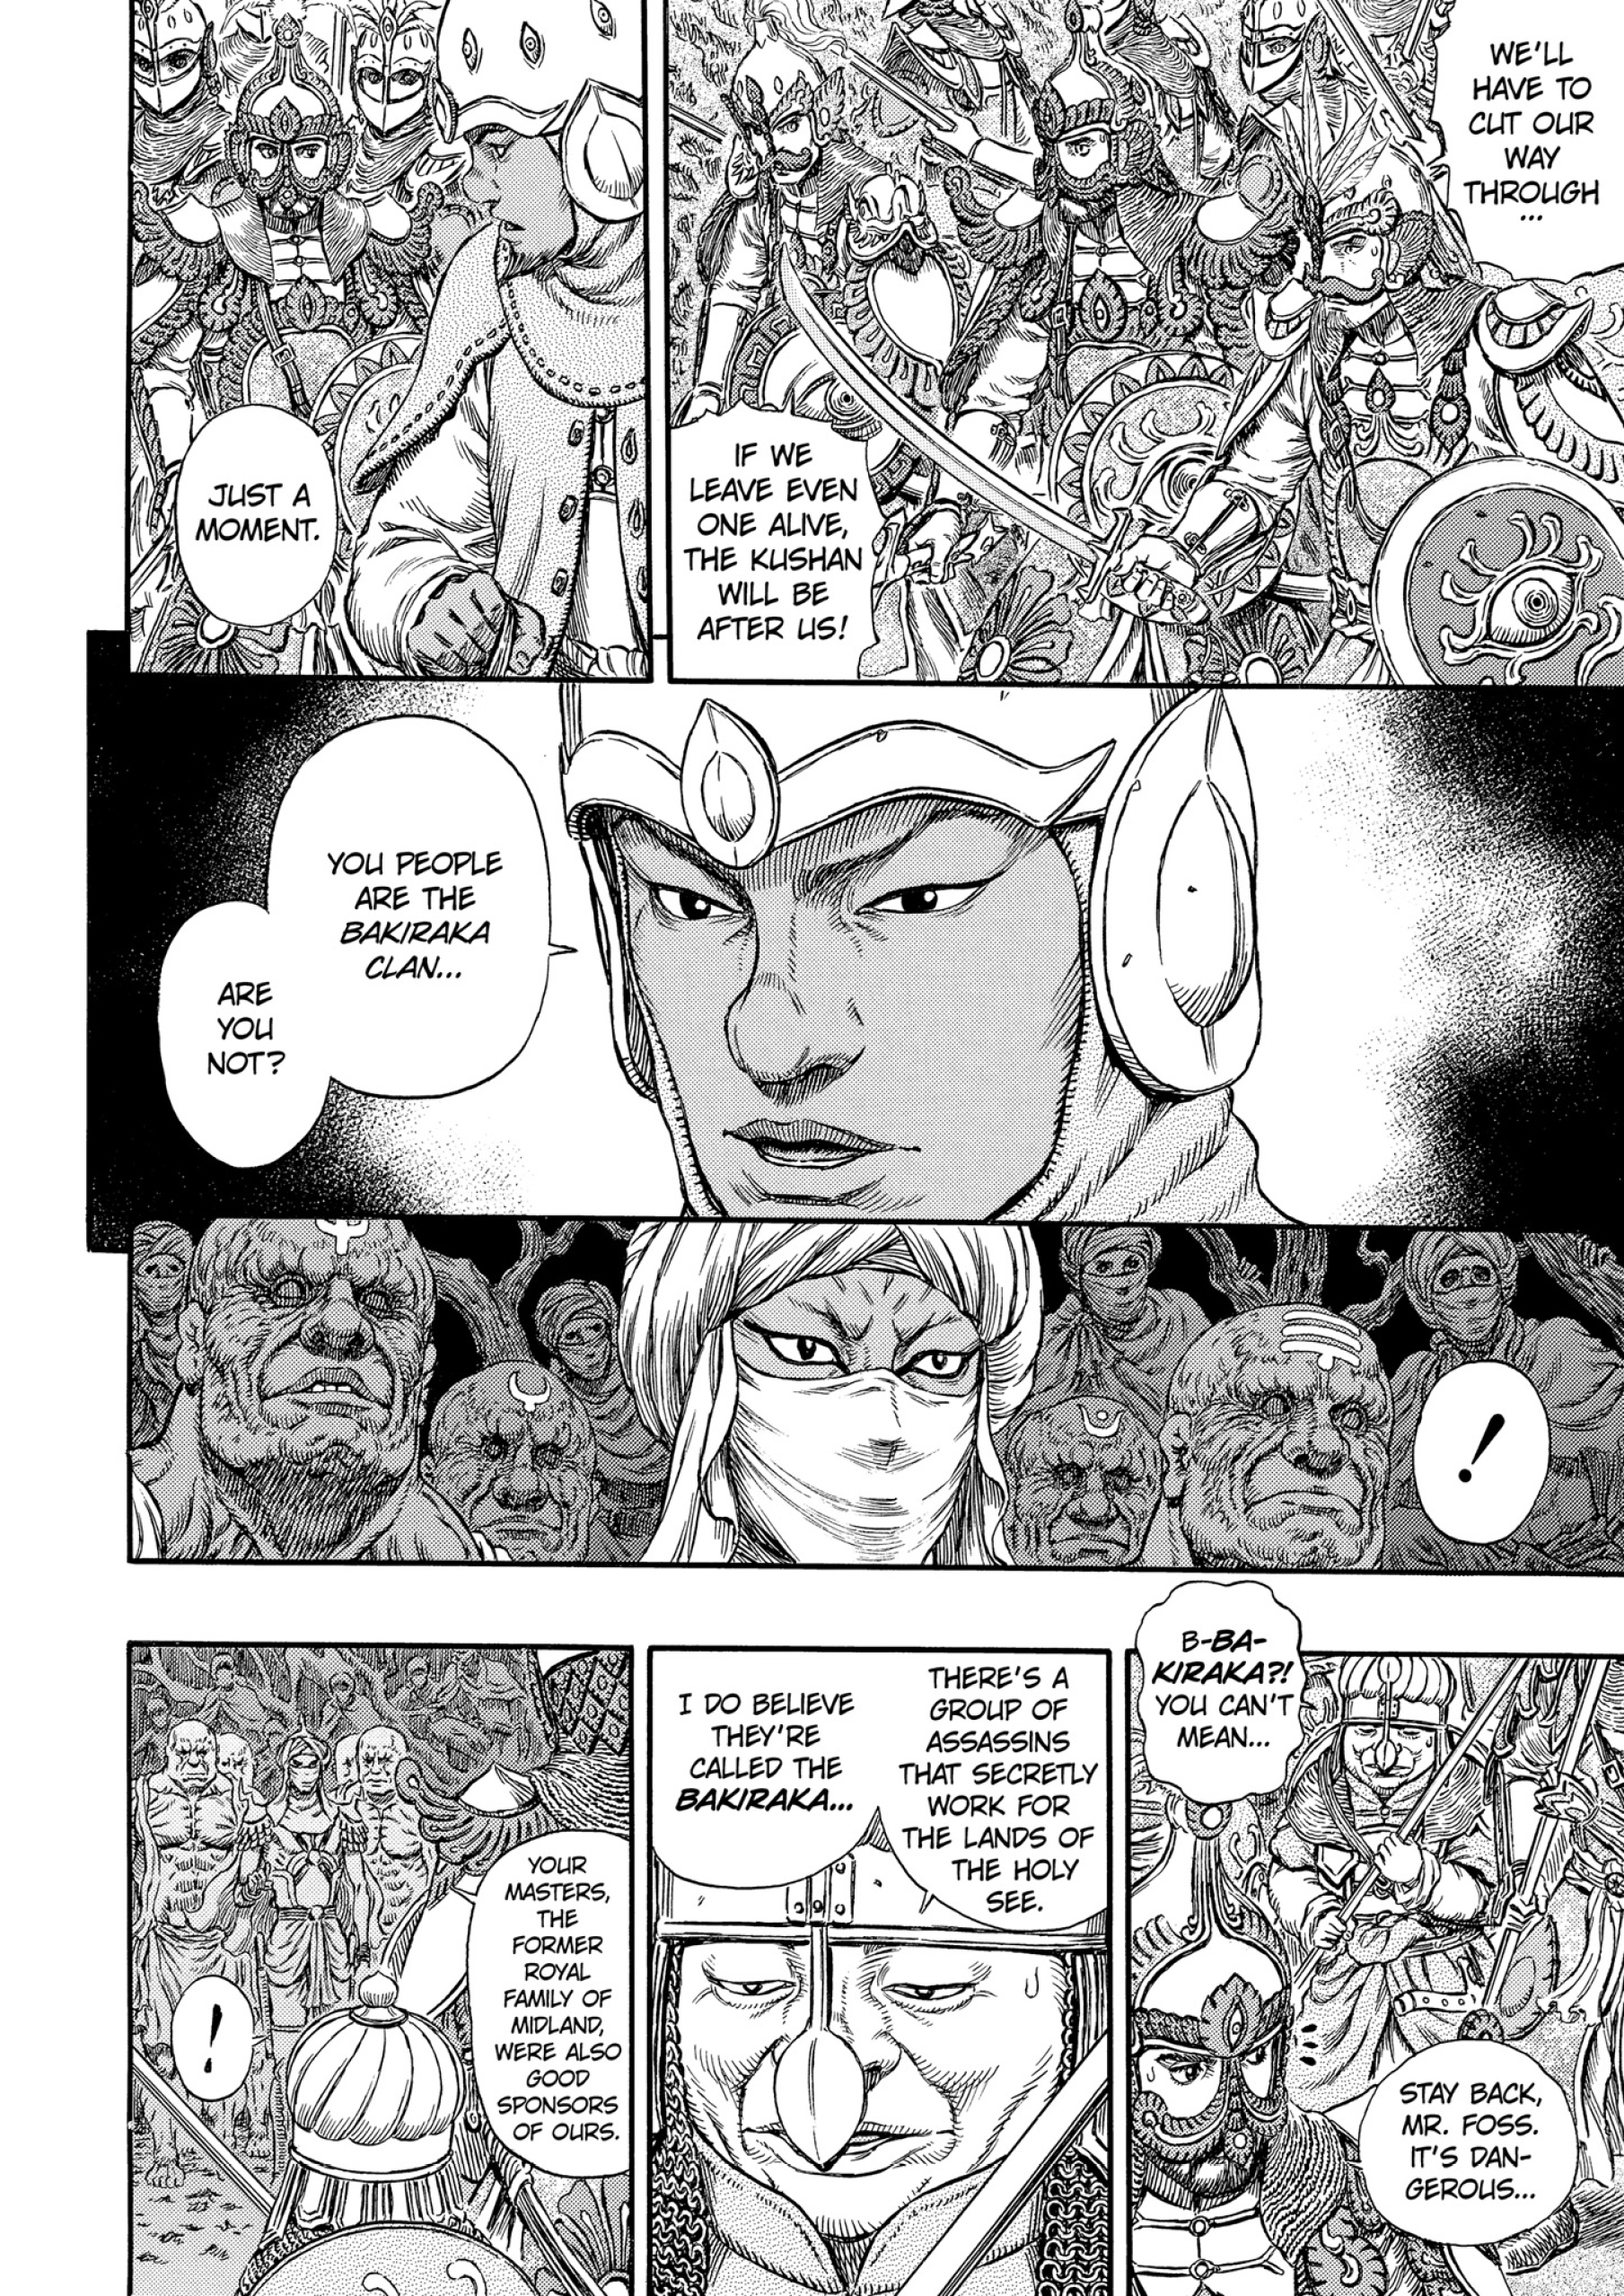 WE'LL
HAVE TO
CUT OUR
WAY
THROUGH
...
IF WE
LEAVE EVEN
ONE ALIVE,
THE KUSHAN
WILL BE
AFTER US!
JUST A
MOMENT.
YOU PEOPLE
ARE THE
BAKIRAKA
CLAN...
ARE
YOU
NOT?
!
B-BA-
KIRAKA?!
YOU CAN'T
MEAN...
STAY BACK,
MR. FOSS.
IT'S DAN-
GEROUS...
THERE'S A
GROUP OF
ASSASSINS
THAT SECRETLY
WORK FOR
THE LANDS OF
THE HOLY
SEE.
I DO BELIEVE
THEY'RE
CALLED THE
BAKIRAKA...
YOUR
MASTERS,
THE
FORMER
ROYAL
FAMILY OF
MIDLAND,
WERE ALSO
GOOD
SPONSORS
OF OURS.
!